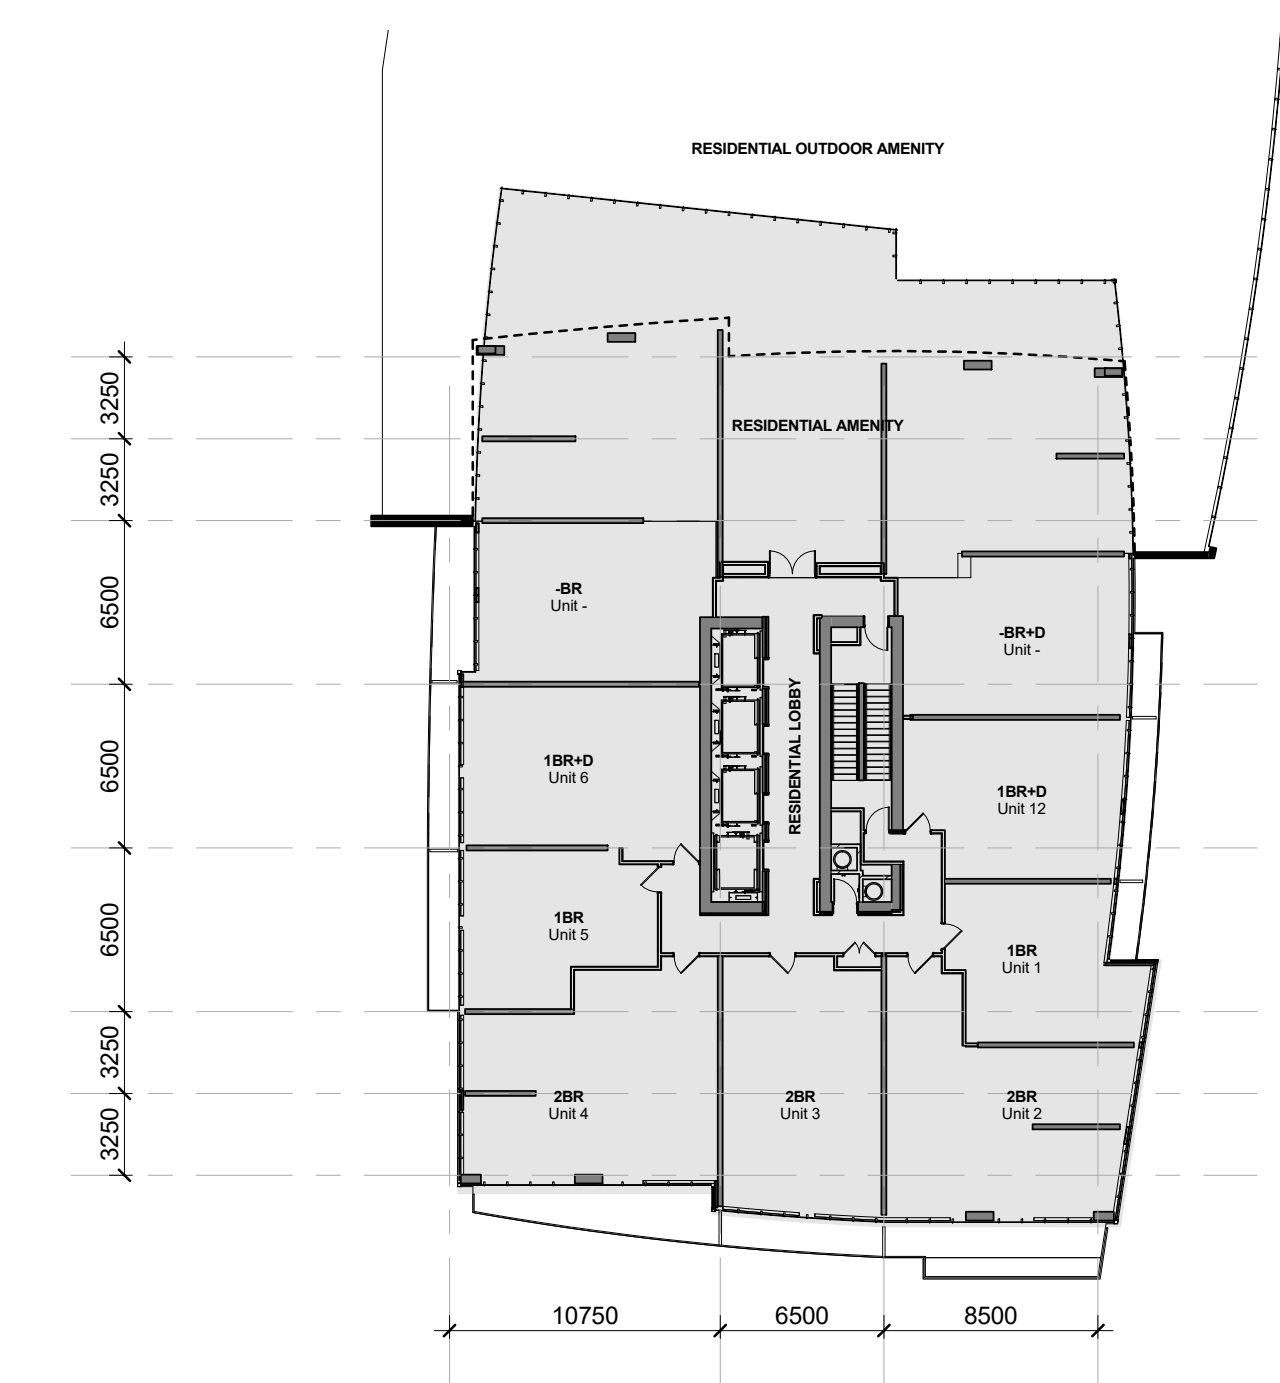 RESIDENTIAL OUTDOOR AMENITY
3250
RESIDENTIAL AMENITY
3250
-BR
Unit -
6500
-BR+D
Unit -
RESIDENTIAL LOBBY
1BR+D
Unit 6
6500
1BR+D
Unit 12
1BR
Unit 5
6500
1BR
Unit 1
3250
2BR
Unit 4
2BR
Unit 3
2BR
Unit 2
3250
10750
6500
8500